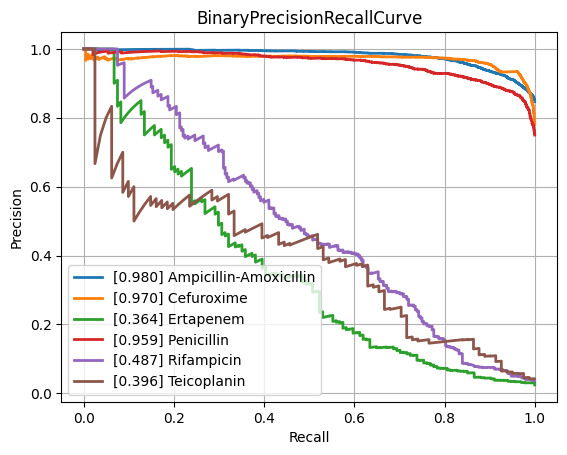 BinaryPrecisionRecallCurve
1.0
0.8
0.6
0.4
0.2
0.0
Precision
[0.980] Ampicillin-Amoxicillin
[0.970] Cefuroxime
[0.364] Ertapenem
[0.959] Penicillin
[0.487] Rifampicin
[0.396] Teicoplanin
0.0 0.2 0.4 0.6 0.8 1.0
Recall